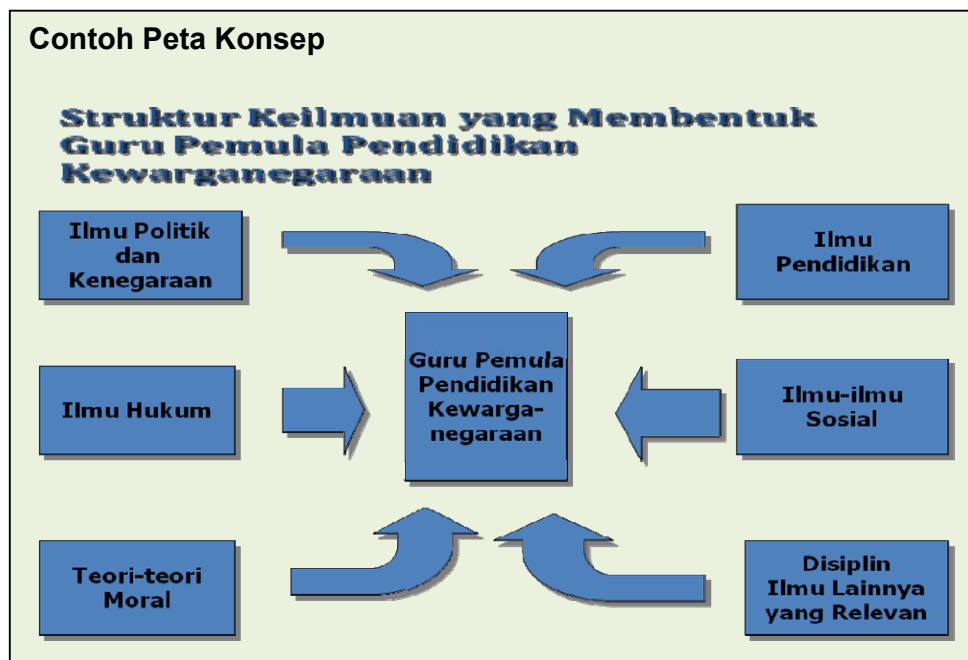 Contoh Peta Konsep
Struktur Keilmuan yang Membentuk
Guru Pemula Pendidikan
Kewarganegaraan
Ilmu Politik
dan
Kenegaraan
Ilmu
Pendidikan
Guru Pemula
Pendidikan
Kewarga-
negaraan
Ilmu Hukum
Ilmu-ilmu
Sosial
Teori-teori
Moral
Disiplin
Ilmu Lainnya
yang Relevan